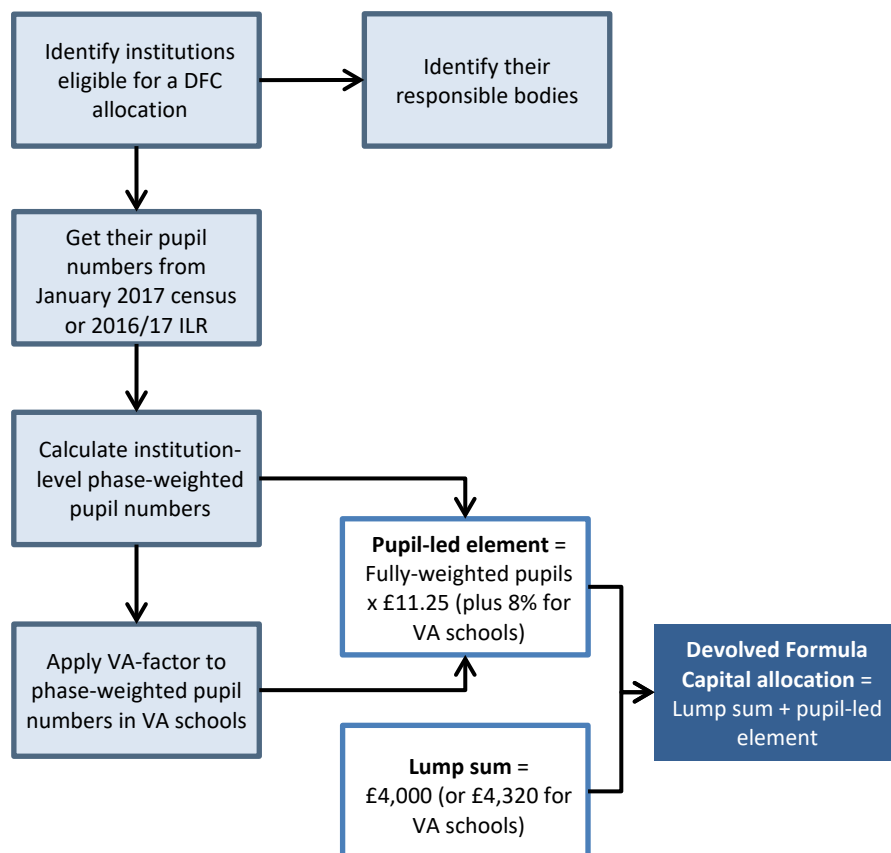 Identify institutions
eligible for a DFC
allocation
Identify their
responsible bodies
Get their pupil
numbers from
January 2017 census
or 2016/17 ILR
Calculate institution-
level phase-weighted
pupil numbers
Pupil-led element =
Fully-weighted pupils
x £11.25 (plus 8% for
VA schools)
Apply VA-factor to
phase-weighted pupil
numbers in VA schools
Devolved Formula
Capital allocation =
Lump sum + pupil-led
element
Lump sum =
£4,000 (or £4,320 for
VA schools)